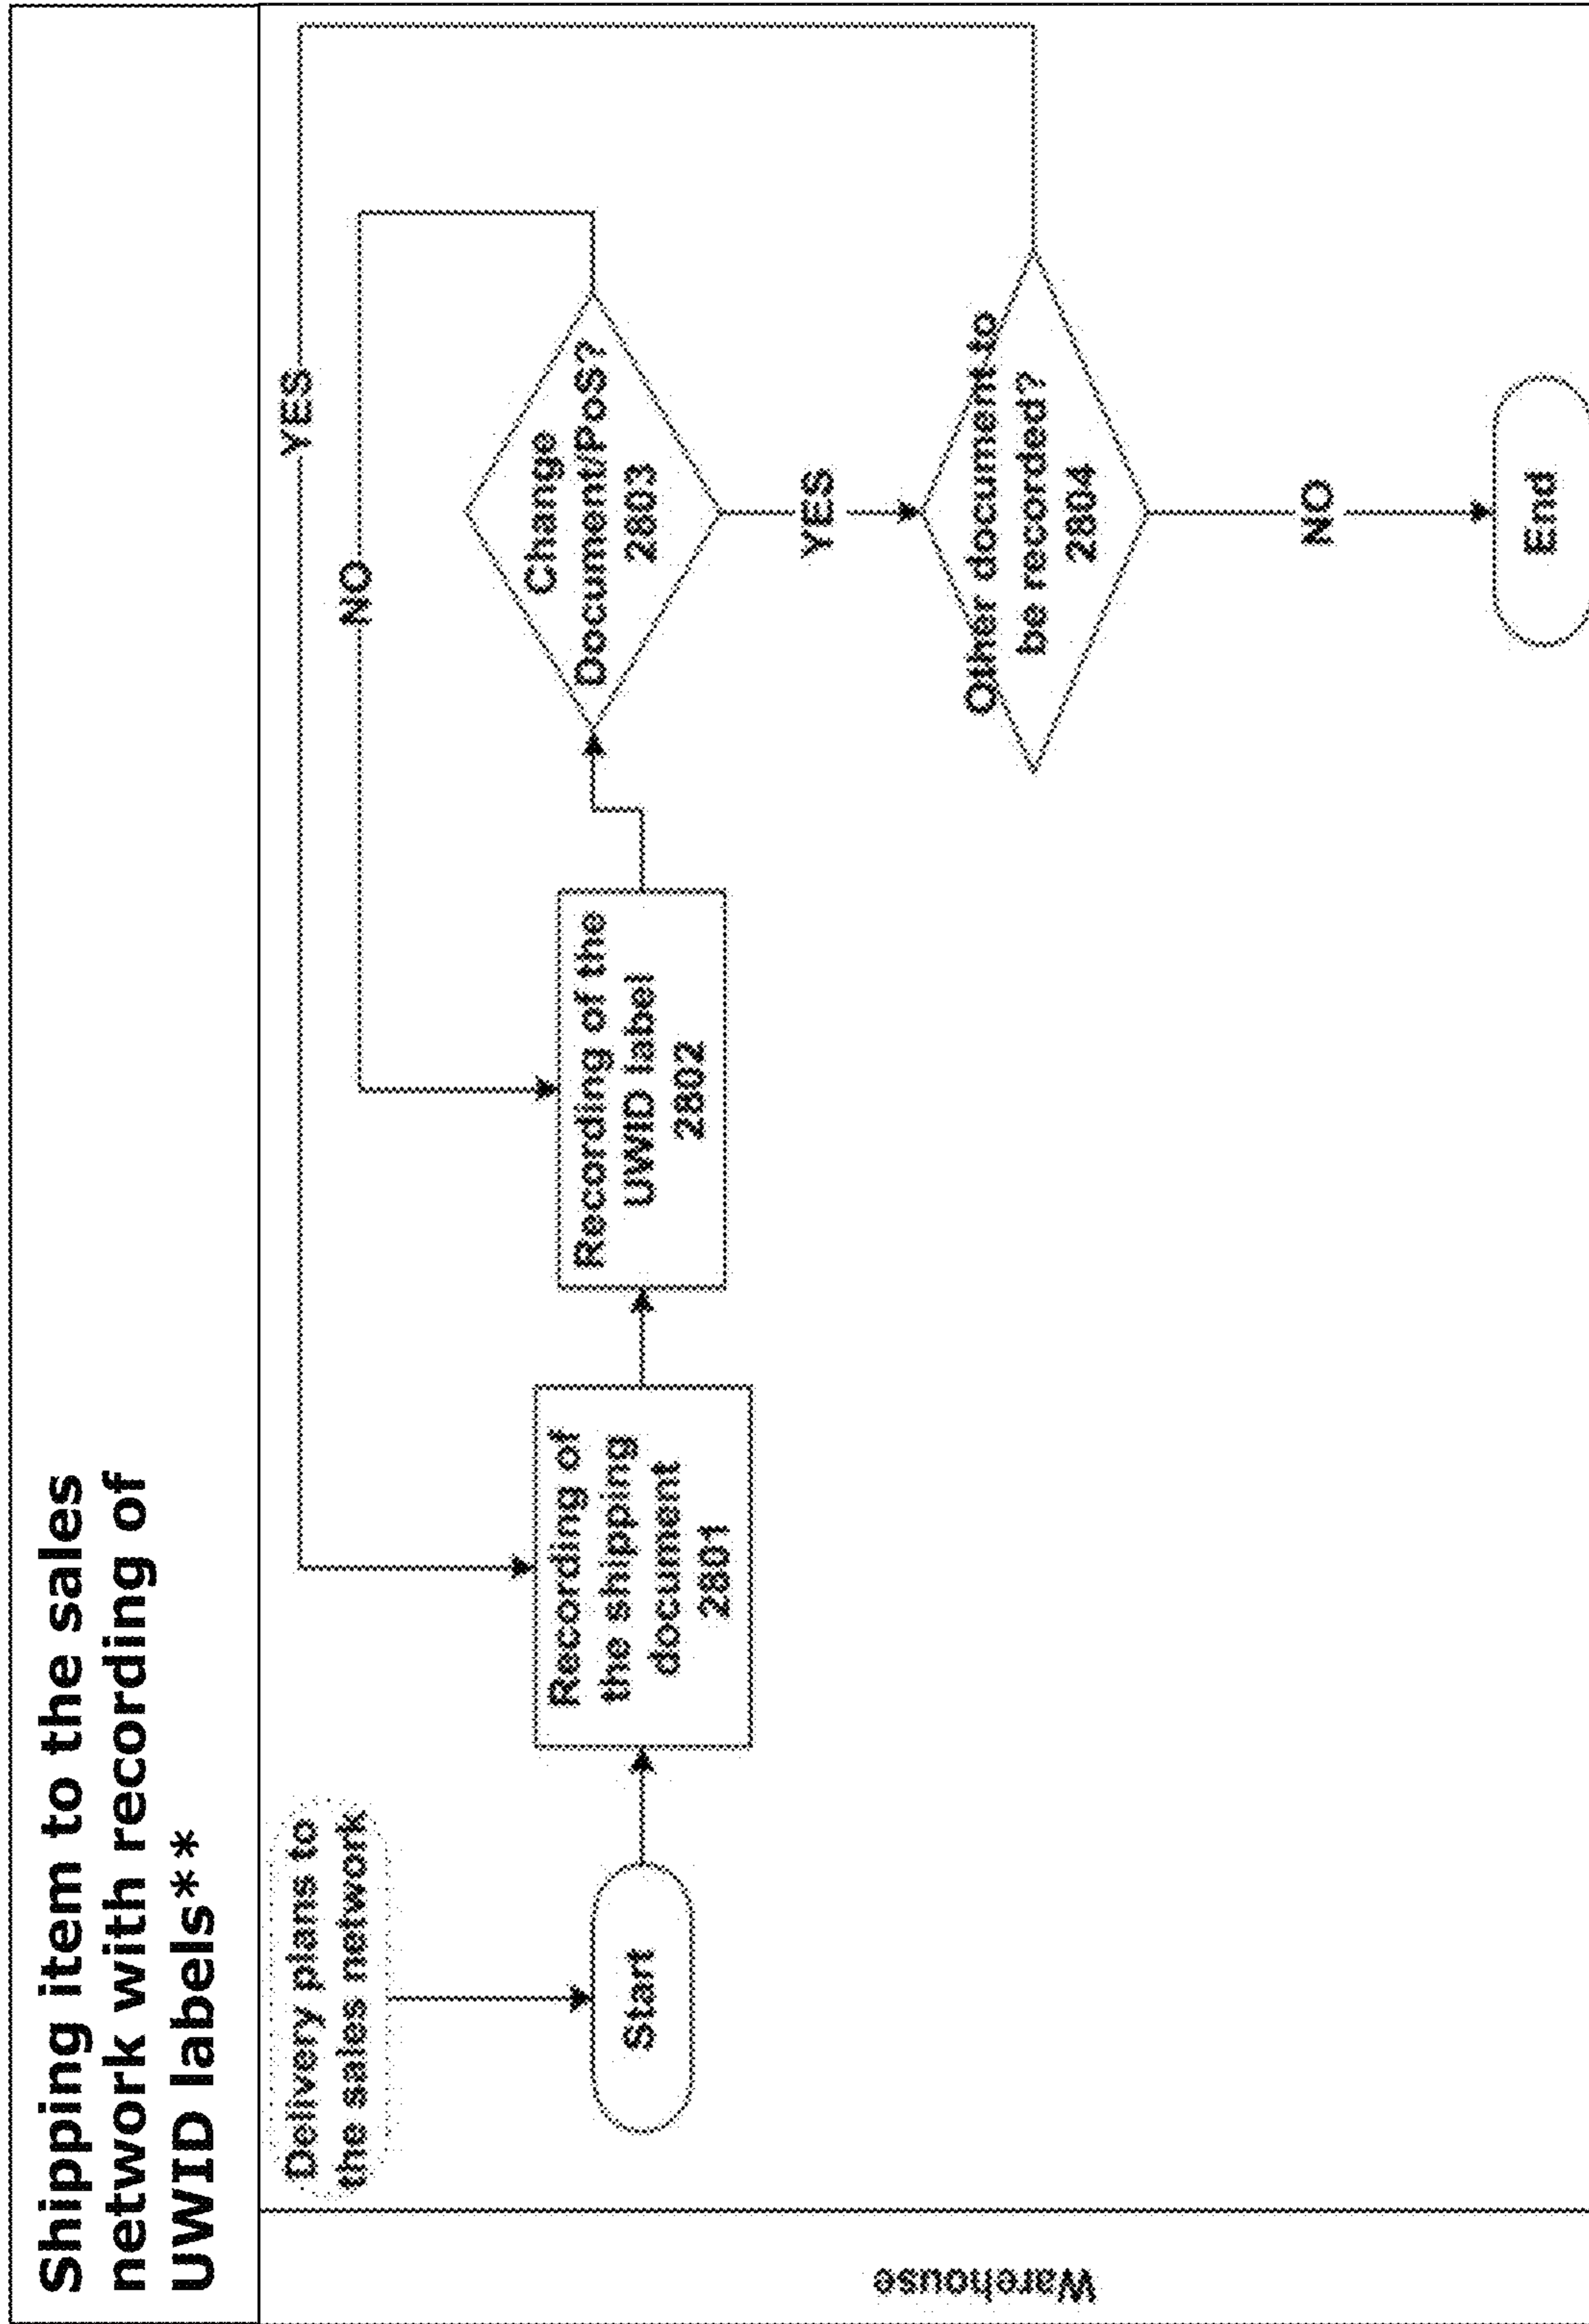 Shipping item to the sales
network with recording of
UWID labels**
Warehouse
Delivery plans to
the sales network
Start
Recording of
the shipping
document
2801
Recording of the
UWID label
2802
Change
Document/PoS?
2803
NO
YES
YES
Other document to
be recorded?
2804
NO
End